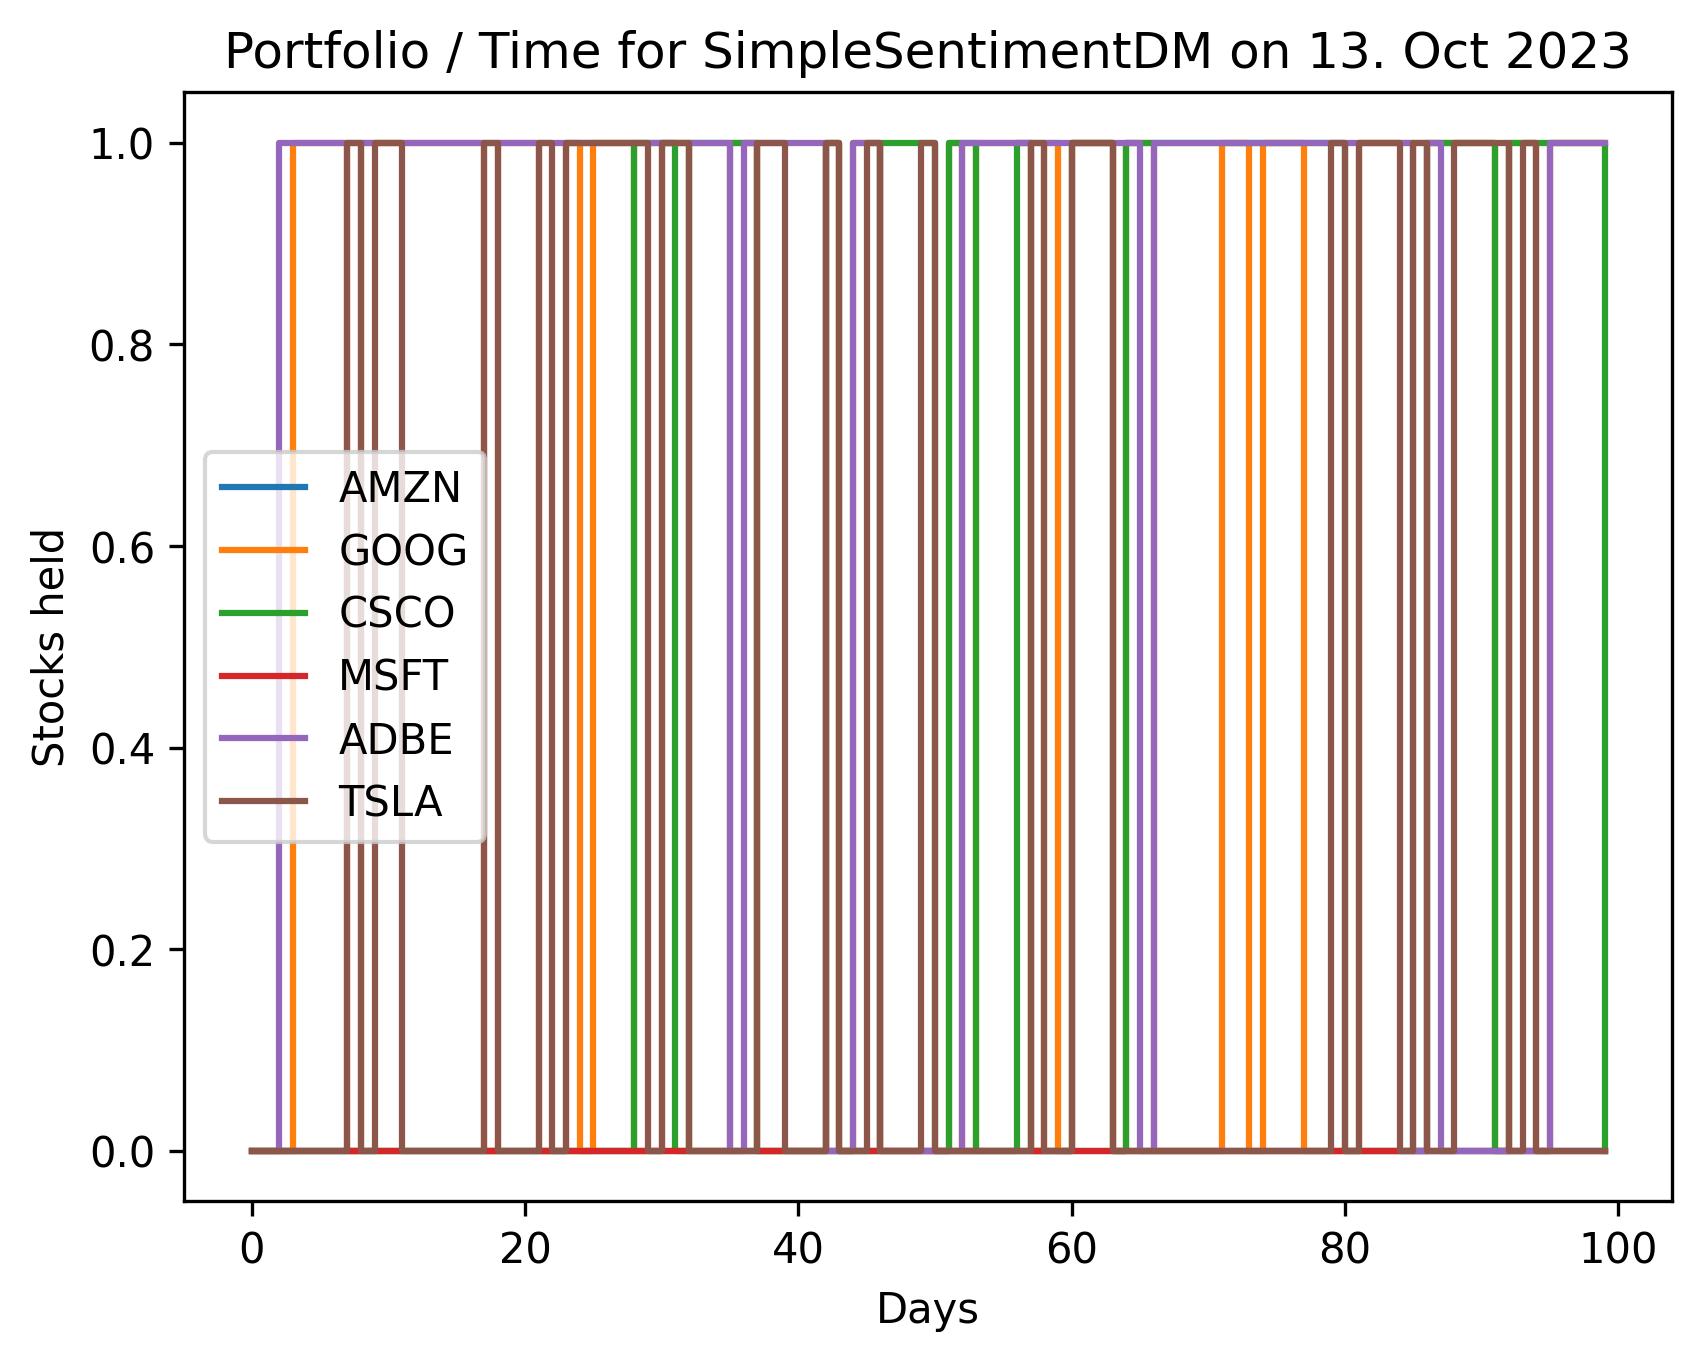 Portfolio / Time for SimpleSentimentDM on 13. Oct 2023
1.0
0.8
0.6
0.4
0.2
0.0
Stocks held
AMZN
GOOG
CSCO
MSFT
ADBE
TSLA
0 20 40 60 80 100
Days